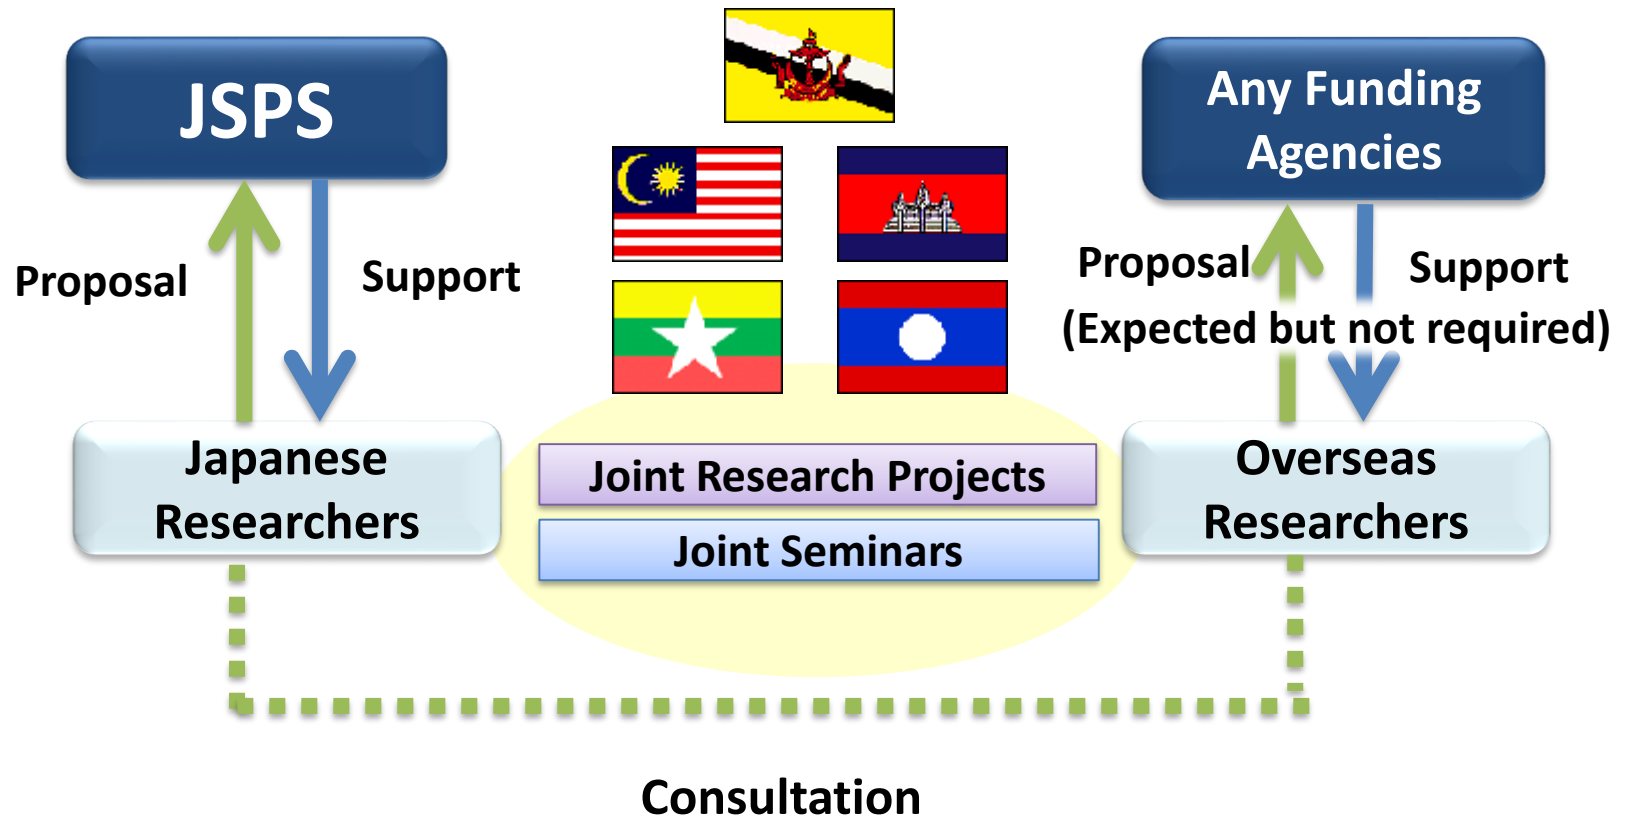 JSPS
Any Funding
Agencies
Proposal
Support
Proposal
Support
(Expected but not required)
Japanese
Researchers
Joint Research Projects
Joint Seminars
Overseas
Researchers
Consultation